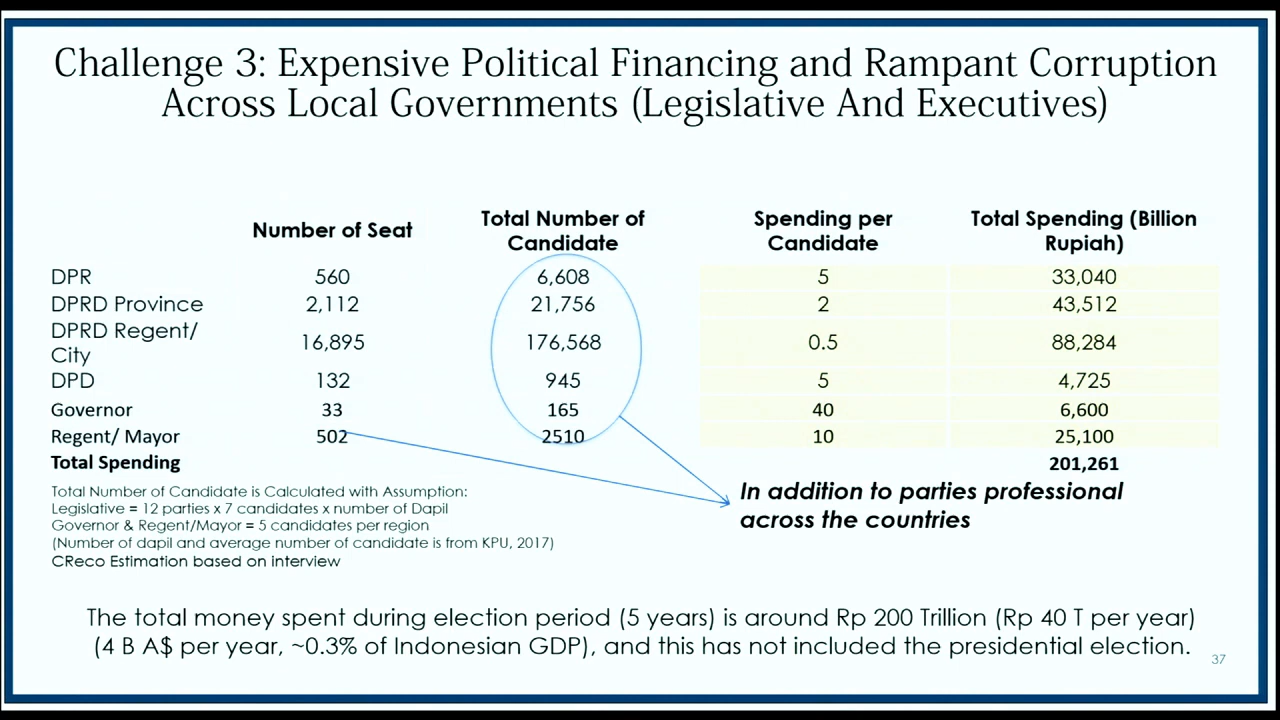 Challenge 3: Expensive Political Financing and Rampant Corruption
Across Local Governments (Legislative And Executives)
Number of Seat
Total Number of
Candidate
Spending per
Candidate
Total Spending (Billion
Rupiah)
DPR 560 6,608 5 33,040
DPRD Province 2,112 21,756 2 43,512
DPRD Regent/
City 16,895 176,568 0.5 88,284
DPD 132 945 5 4,725
Governor 33 165 40 6,600
Regent/ Mayor 502 2510 10 25,100
Total Spending 201,261
In addition to parties professional
across the countries
Total Number of Candidate is Calculated with Assumption:
Legislative = 12 parties x 7 candidates x number of Dapil
Governor & Regent/Mayor = 5 candidates per region
(Number of dapil and average number of candidate is from KPU, 2017)
CReco Estimation based on interview
The total money spent during election period (5 years) is around Rp 200 Trillion (Rp 40 T per year)
(4 B A$ per year, ~0.3% of Indonesian GDP), and this has not included the presidential election.
37